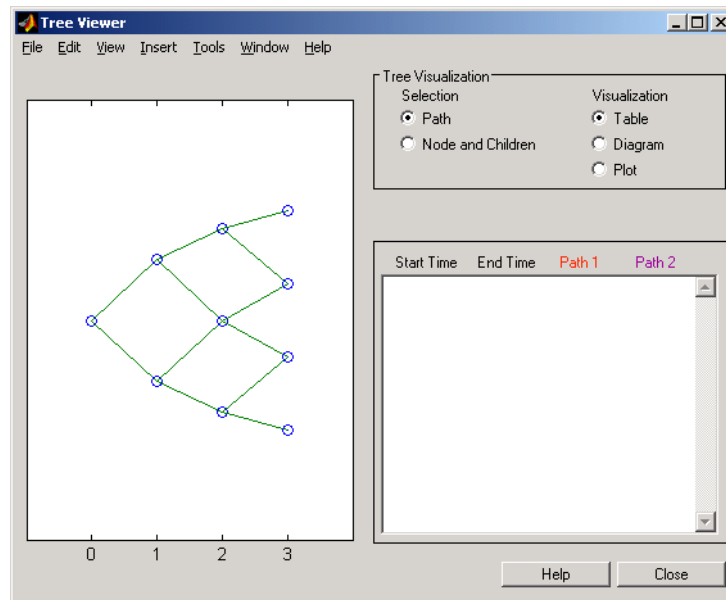 Tree Viewer
File Edit View Insert Tools Window Help
Tree Visualization
Selection
Path
Node and Children
Visualization
Table
Diagram
Plot
Start Time End Time Path 1 Path 2
0 1 2 3
Help Close